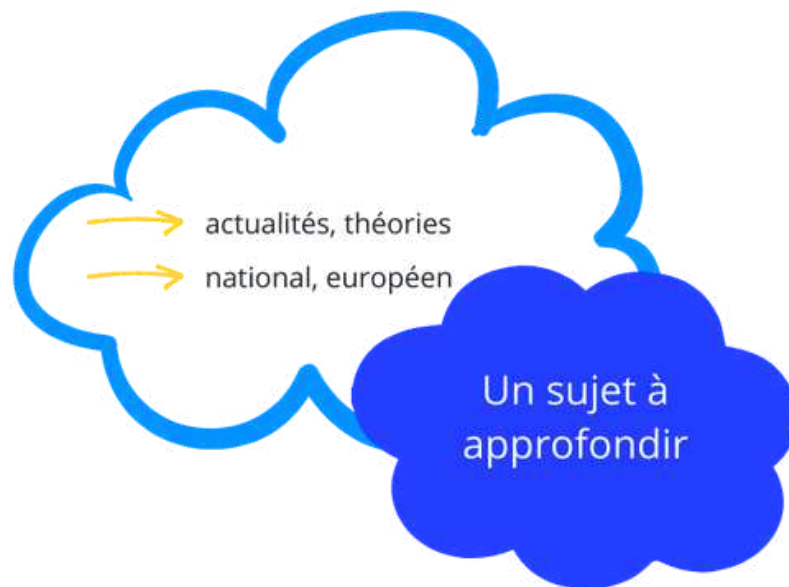 actualités, théories
national, européen
Un sujet à
approfondir